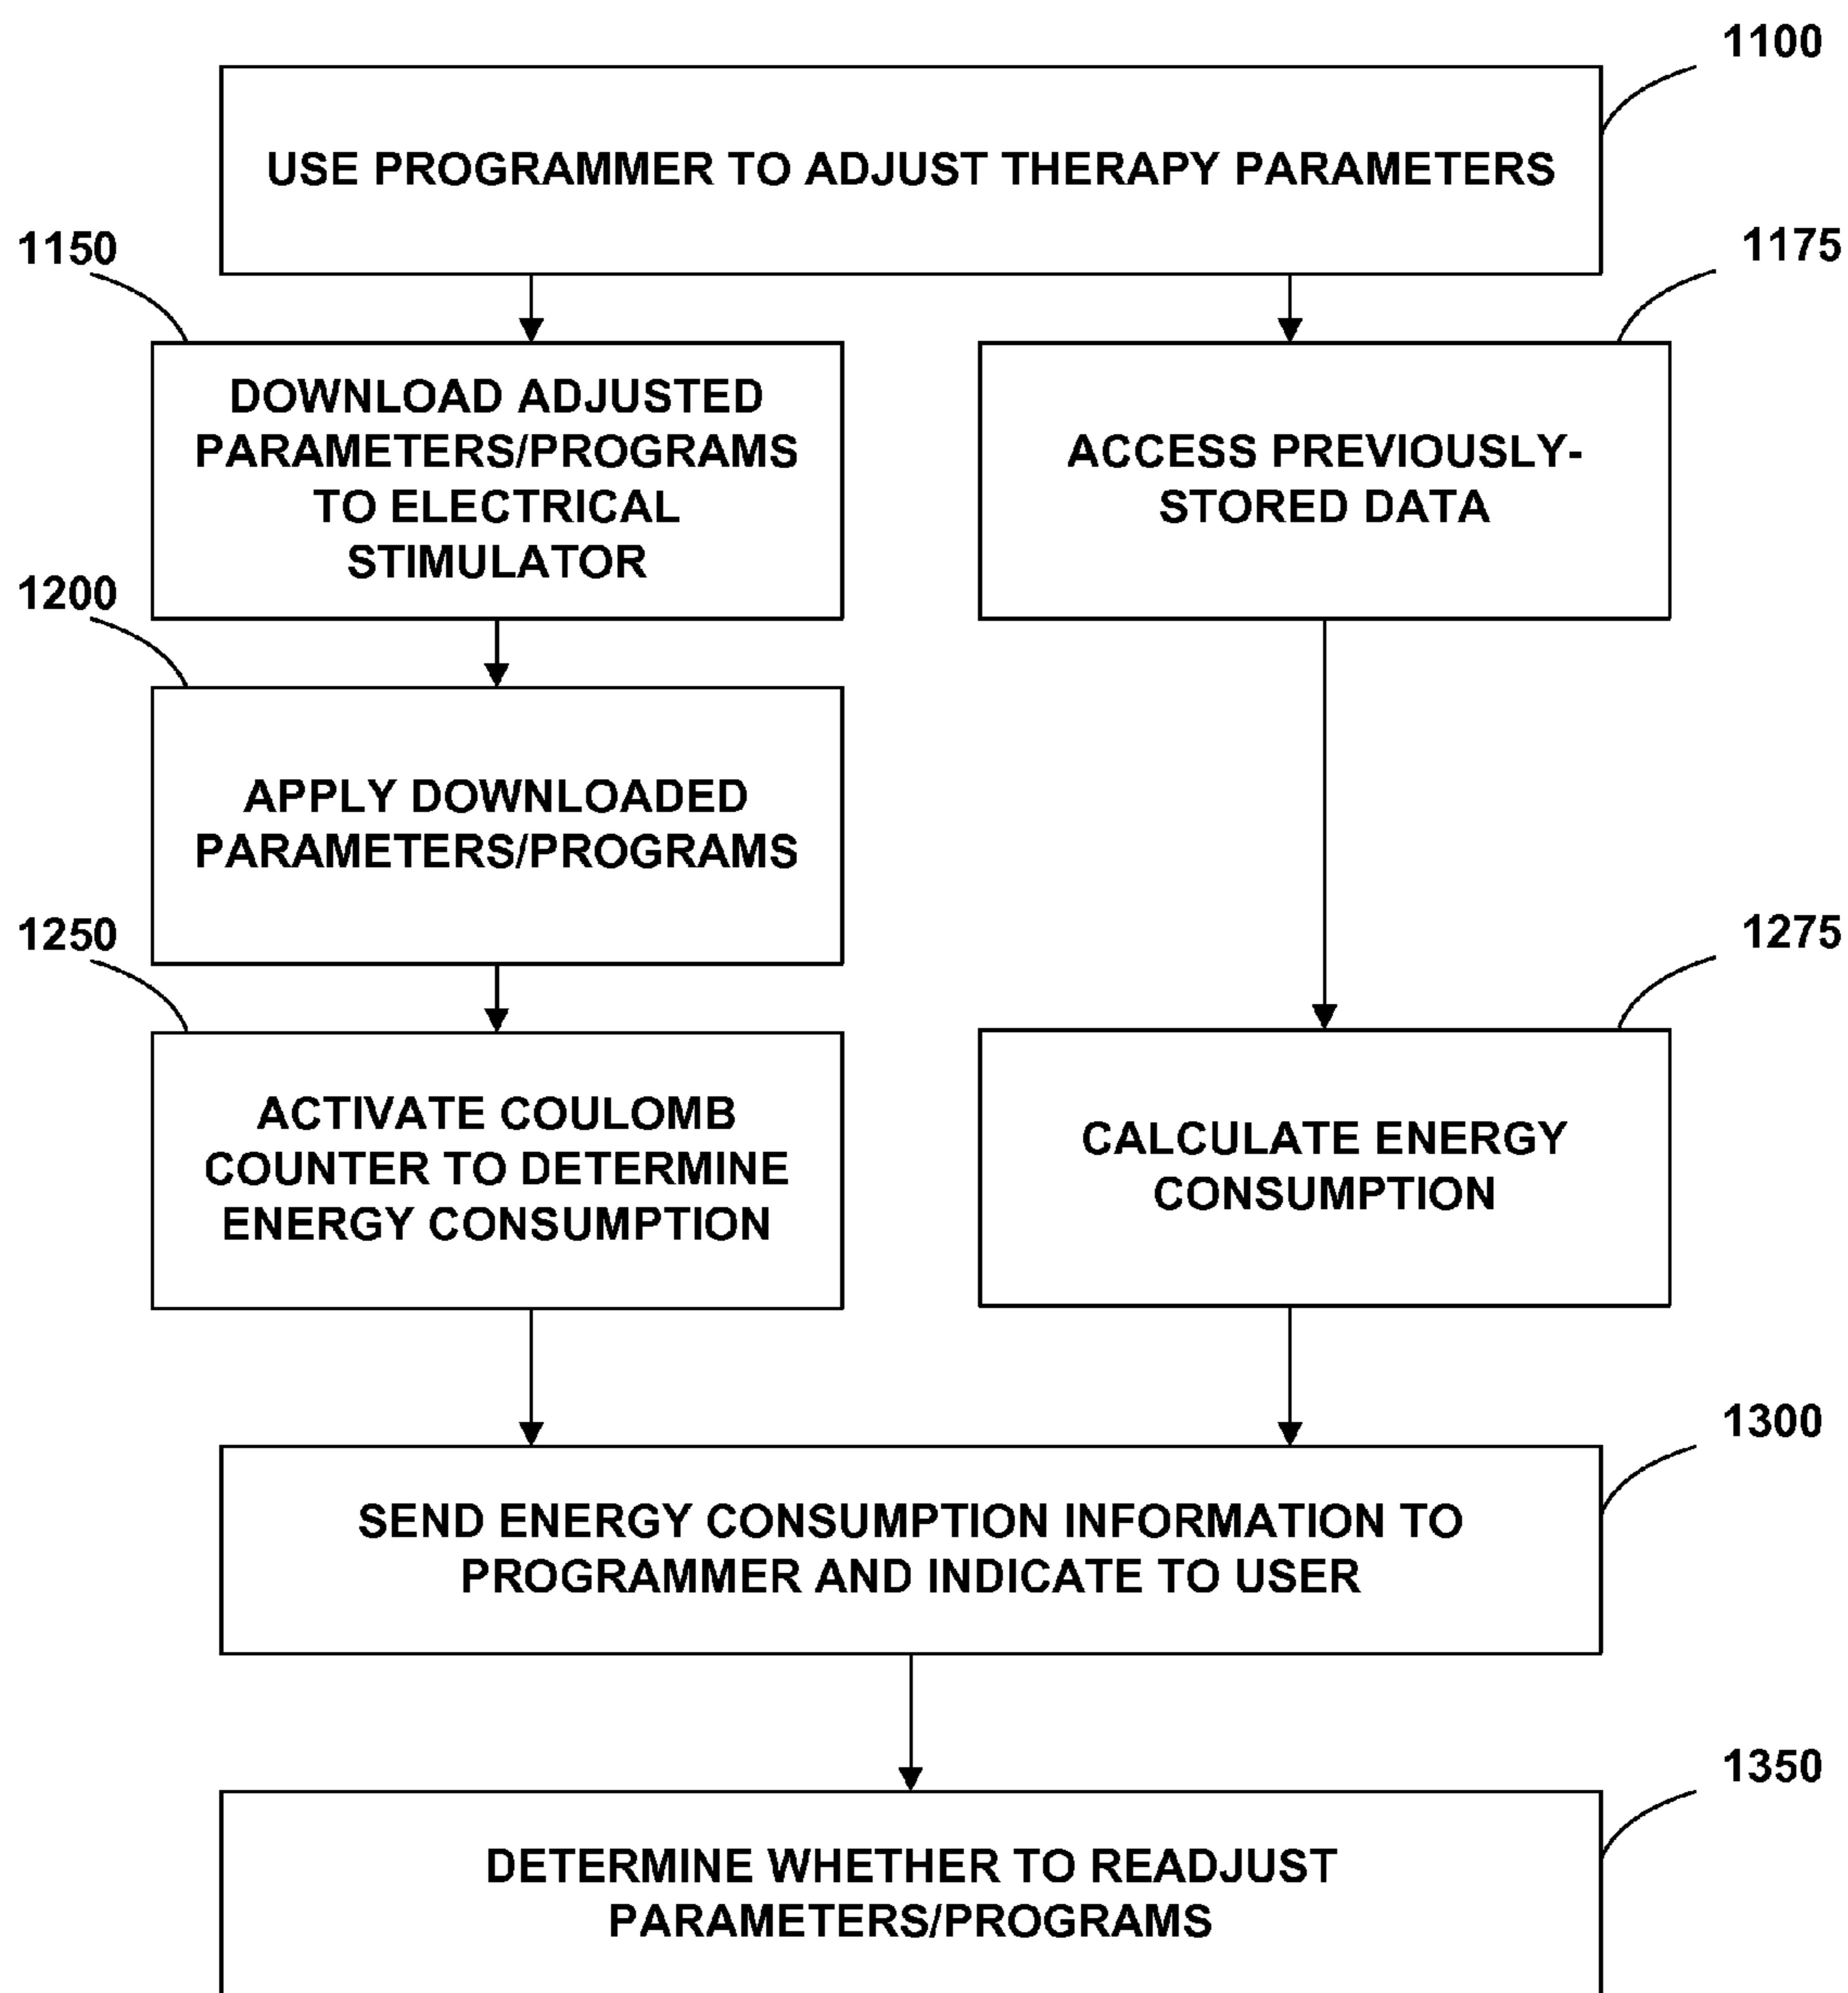 1100
USE PROGRAMMER TO ADJUST THERAPY PARAMETERS
1150
1175
DOWNLOAD ADJUSTED
PARAMETERS/PROGRAMS
TO ELECTRICAL
STIMULATOR
ACCESS PREVIOUSLY-
STORED DATA
1200
APPLY DOWNLOADED
PARAMETERS/PROGRAMS
1250
1275
ACTIVATE COULOMB
COUNTER TO DETERMINE
ENERGY CONSUMPTION
CALCULATE ENERGY
CONSUMPTION
1300
SEND ENERGY CONSUMPTION INFORMATION TO
PROGRAMMER AND INDICATE TO USER
1350
DETERMINE WHETHER TO READJUST
PARAMETERS/PROGRAMS